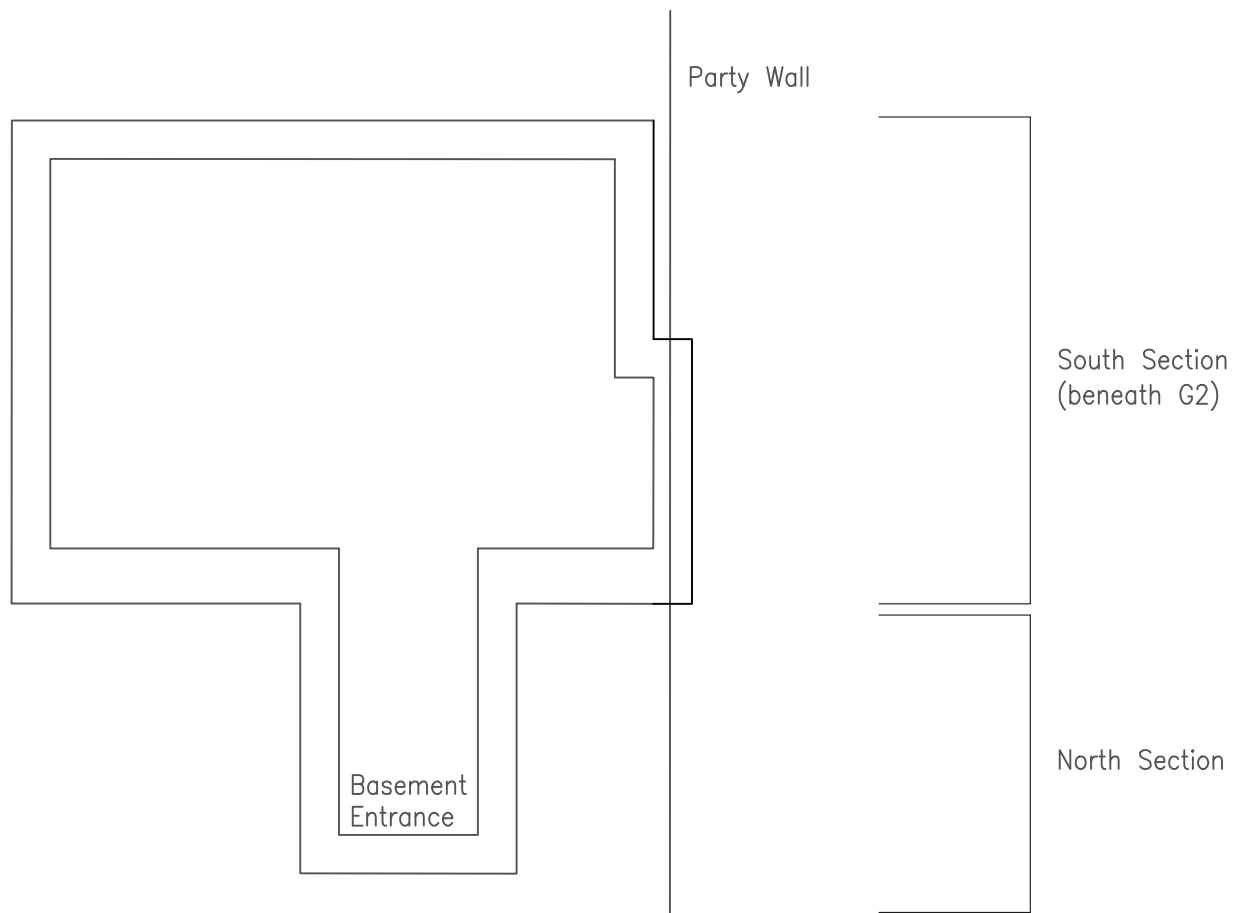 Party Wall
South Section
(beneath G2)
North Section
Basement
Entrance